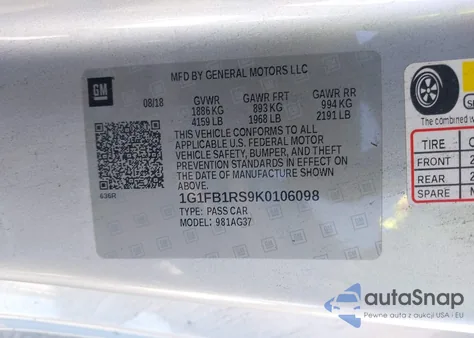 MFD BY GENERAL MOTORS LLC
GM
08/18 GVWR GAWR FRT GAWR RR
1886 KG 893 KG 994 KG
4159 LB 1968 LB 2191 LB
THIS VEHICLE CONFORMS TO ALL
APPLICABLE U.S. FEDERAL MOTOR
VEHICLE SAFETY, BUMPER, AND THEFT
PREVENTION STANDARDS IN EFFECT ON
THE DATE OF MANUFACTURE SHOWN
ABOVE.
636R
1G1FB1RS9K0106098
TYPE: PASS CAR
MODEL: 981AG37
The combined
TIRE
FRONT
REAR
SPARE
autoSnap
Pewne auta z aukcji USA - EU